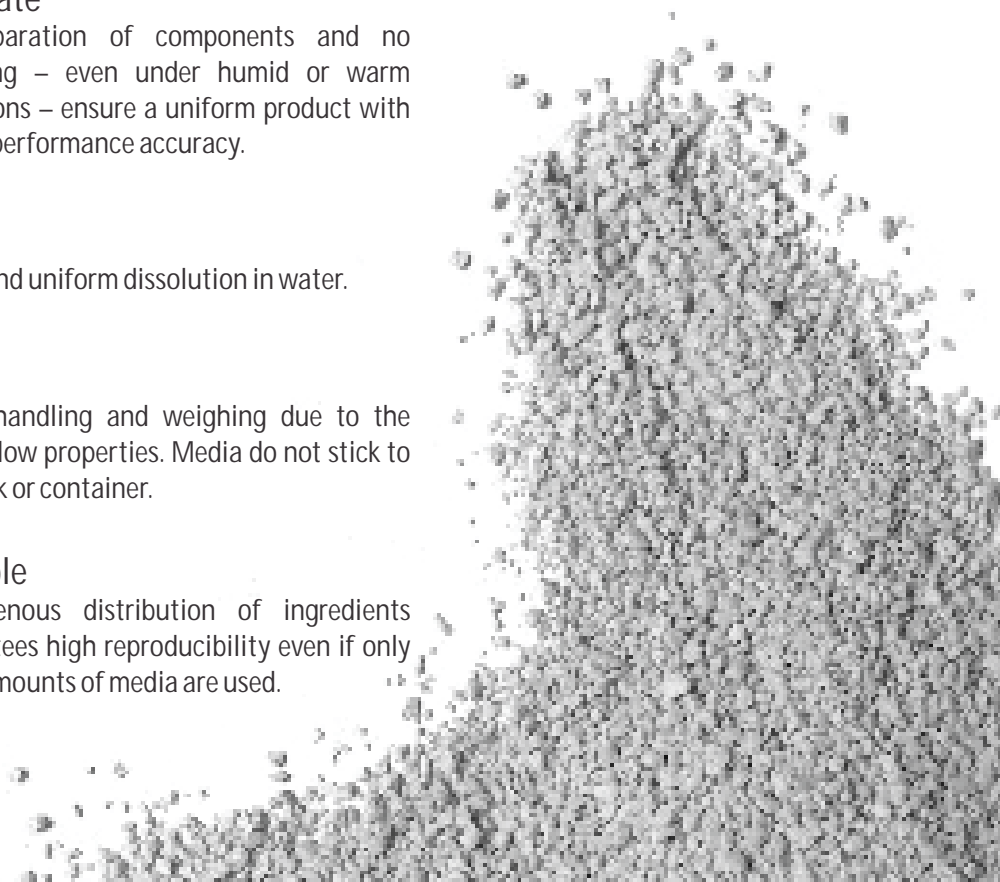 ate
paration of components and no
ng – even under humid or warm
ons – ensure a uniform product with
performance accuracy.
nd uniform dissolution in water.
handling and weighing due to the
low properties. Media do not stick to
k or container.
ole
enous distribution of ingredients
tees high reproducibility even if only
mounts of media are used.